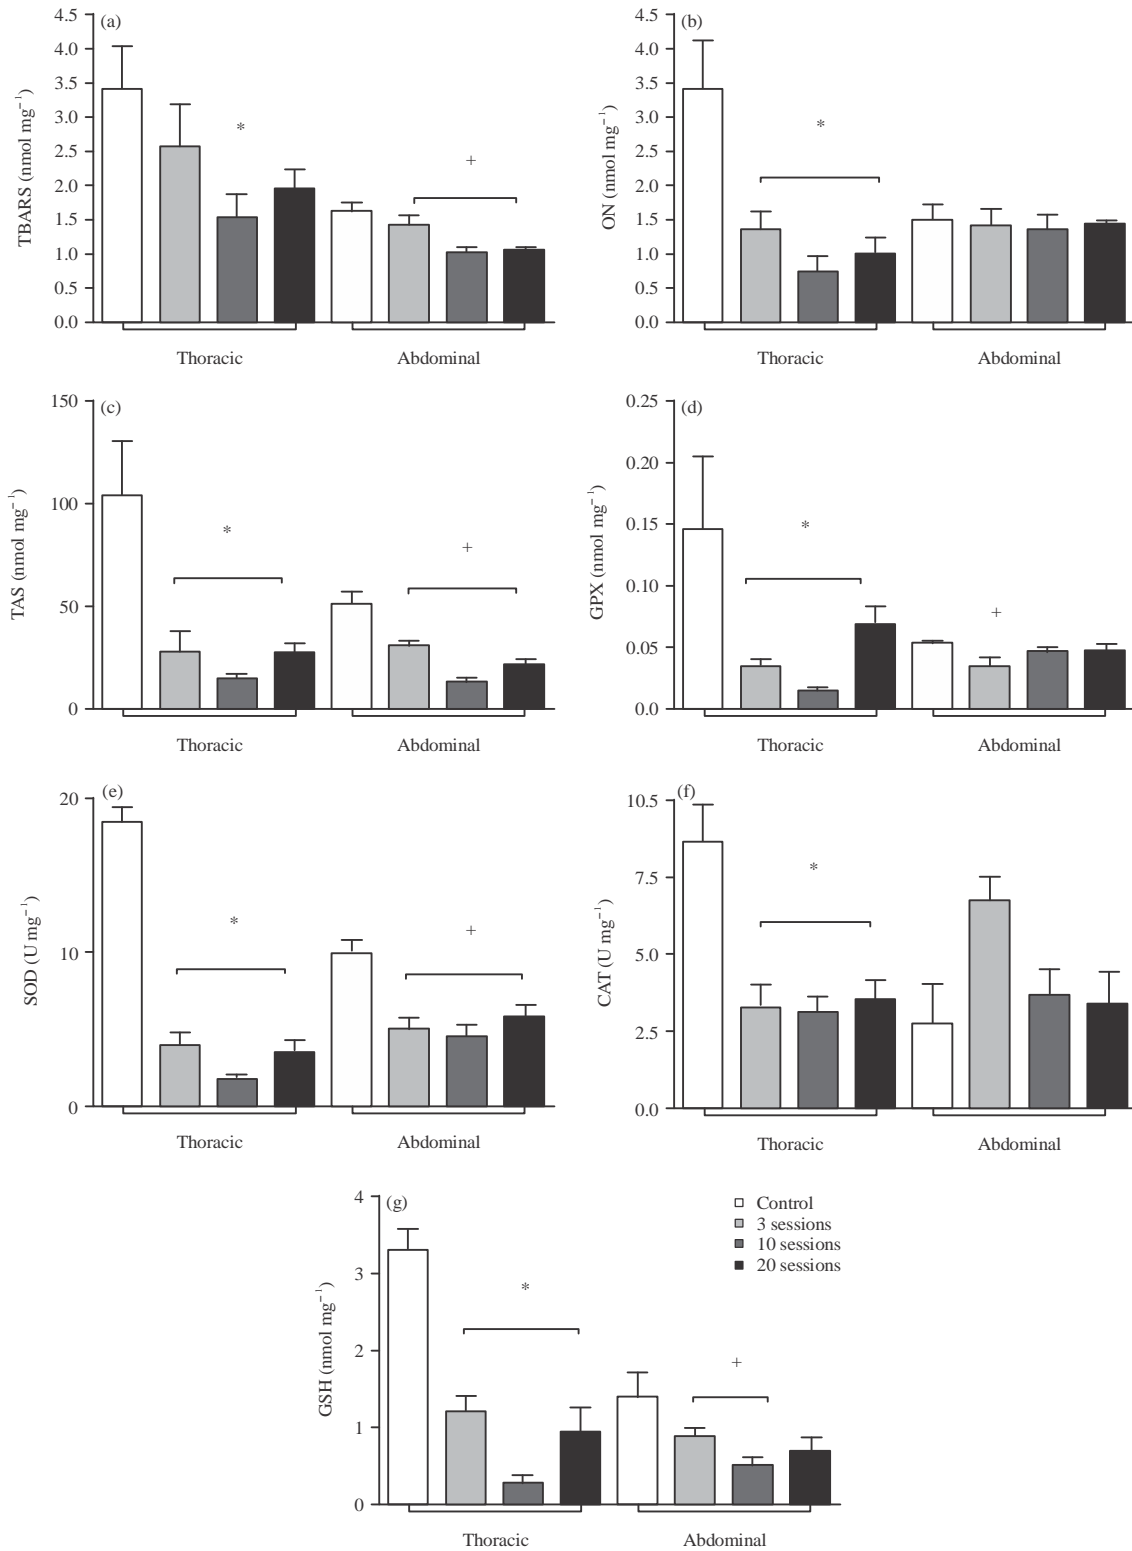 (a)
4.5
4.0
3.5
3.0
2.5
2.0
1.5
1.0
0.5
0.0
TBARS (nmol mg⁻¹)
*
+
Thoracic
Abdominal
(b)
4.5
4.0
3.5
3.0
2.5
2.0
1.5
1.0
0.5
0.0
ON (nmol mg⁻¹)
*
Thoracic
Abdominal
(c)
150
100
50
0
TAS (nmol mg⁻¹)
*
+
Thoracic
Abdominal
(d)
0.25
0.20
0.15
0.10
0.05
0.0
GPX (nmol mg⁻¹)
*
+
Thoracic
Abdominal
(e)
20
10
0
SOD (U mg⁻¹)
*
+
Thoracic
Abdominal
(f)
10.5
7.5
5.0
2.5
0.0
CAT (U mg⁻¹)
*
Thoracic
Abdominal
(g)
4
3
2
1
0
GSH (nmol mg⁻¹)
*
+
Thoracic
Abdominal
Control
3 sessions
10 sessions
20 sessions